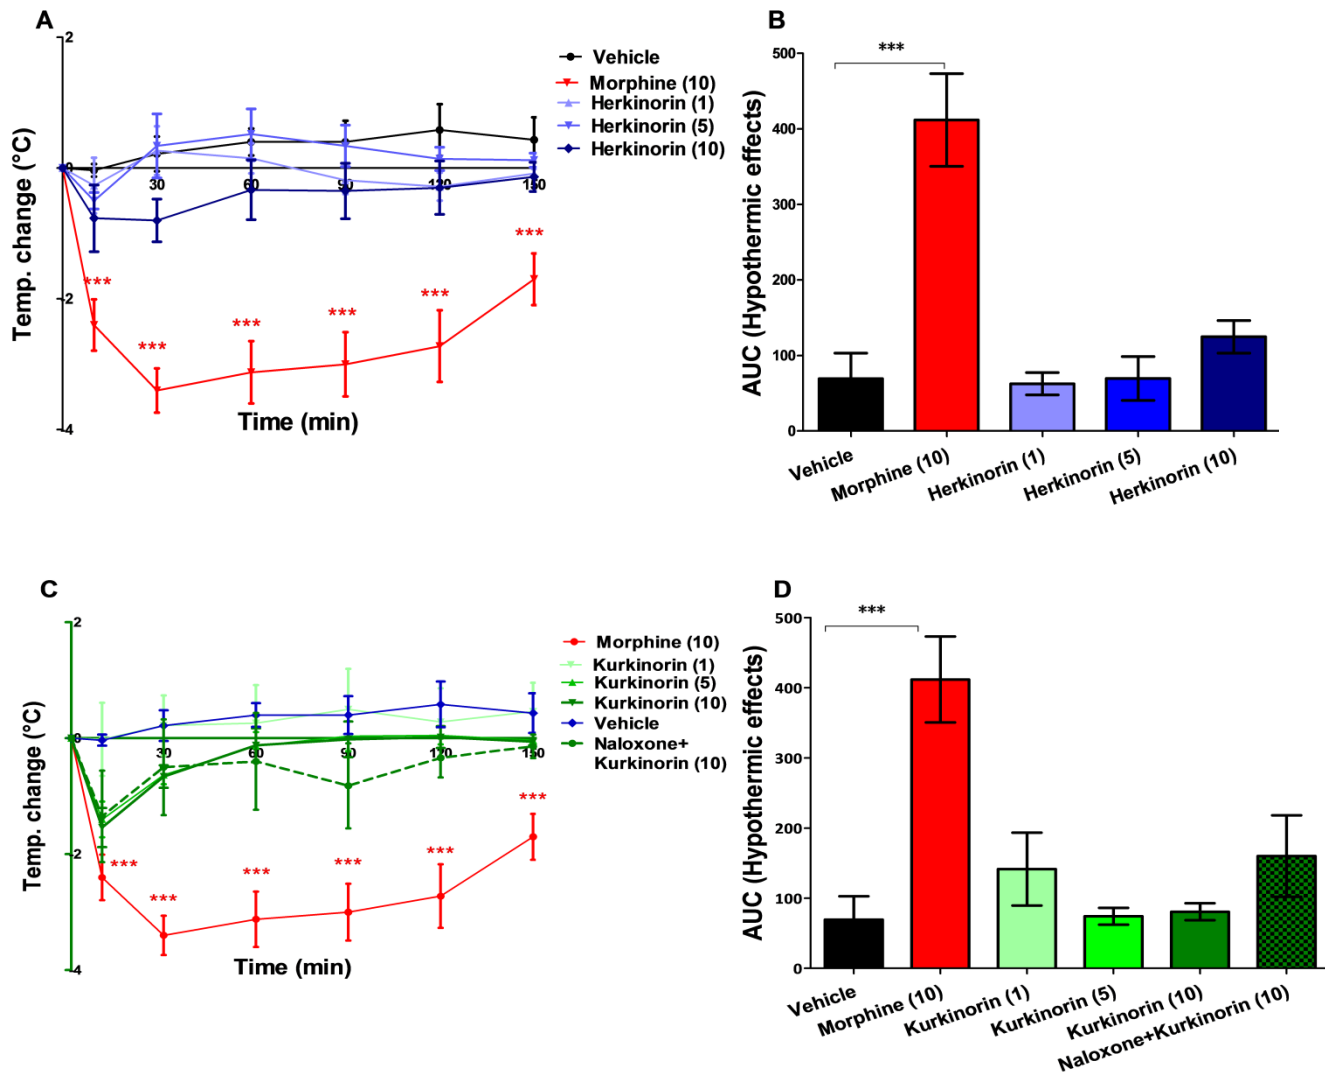 A
2
0
-2
-4
Temp. change (°C)
30
60
90
120
150
Time (min)
***
***
***
***
***
***
Vehicle
Morphine (10)
Herkinorin (1)
Herkinorin (5)
Herkinorin (10)
B
500
400
300
200
100
0
AUC (Hypothermic effects)
***
Vehicle
Morphine (10)
Herkinorin (1)
Herkinorin (5)
Herkinorin (10)
C
2
0
-2
-4
Temp. change (°C)
30
60
90
120
150
Time (min)
***
***
***
***
***
***
Morphine (10)
Kurkinorin (1)
Kurkinorin (5)
Kurkinorin (10)
Vehicle
Naloxone+
Kurkinorin (10)
D
500
400
300
200
100
0
AUC (Hypothermic effects)
***
Vehicle
Morphine (10)
Kurkinorin (1)
Kurkinorin (5)
Kurkinorin (10)
Naloxone+Kurkinorin (10)